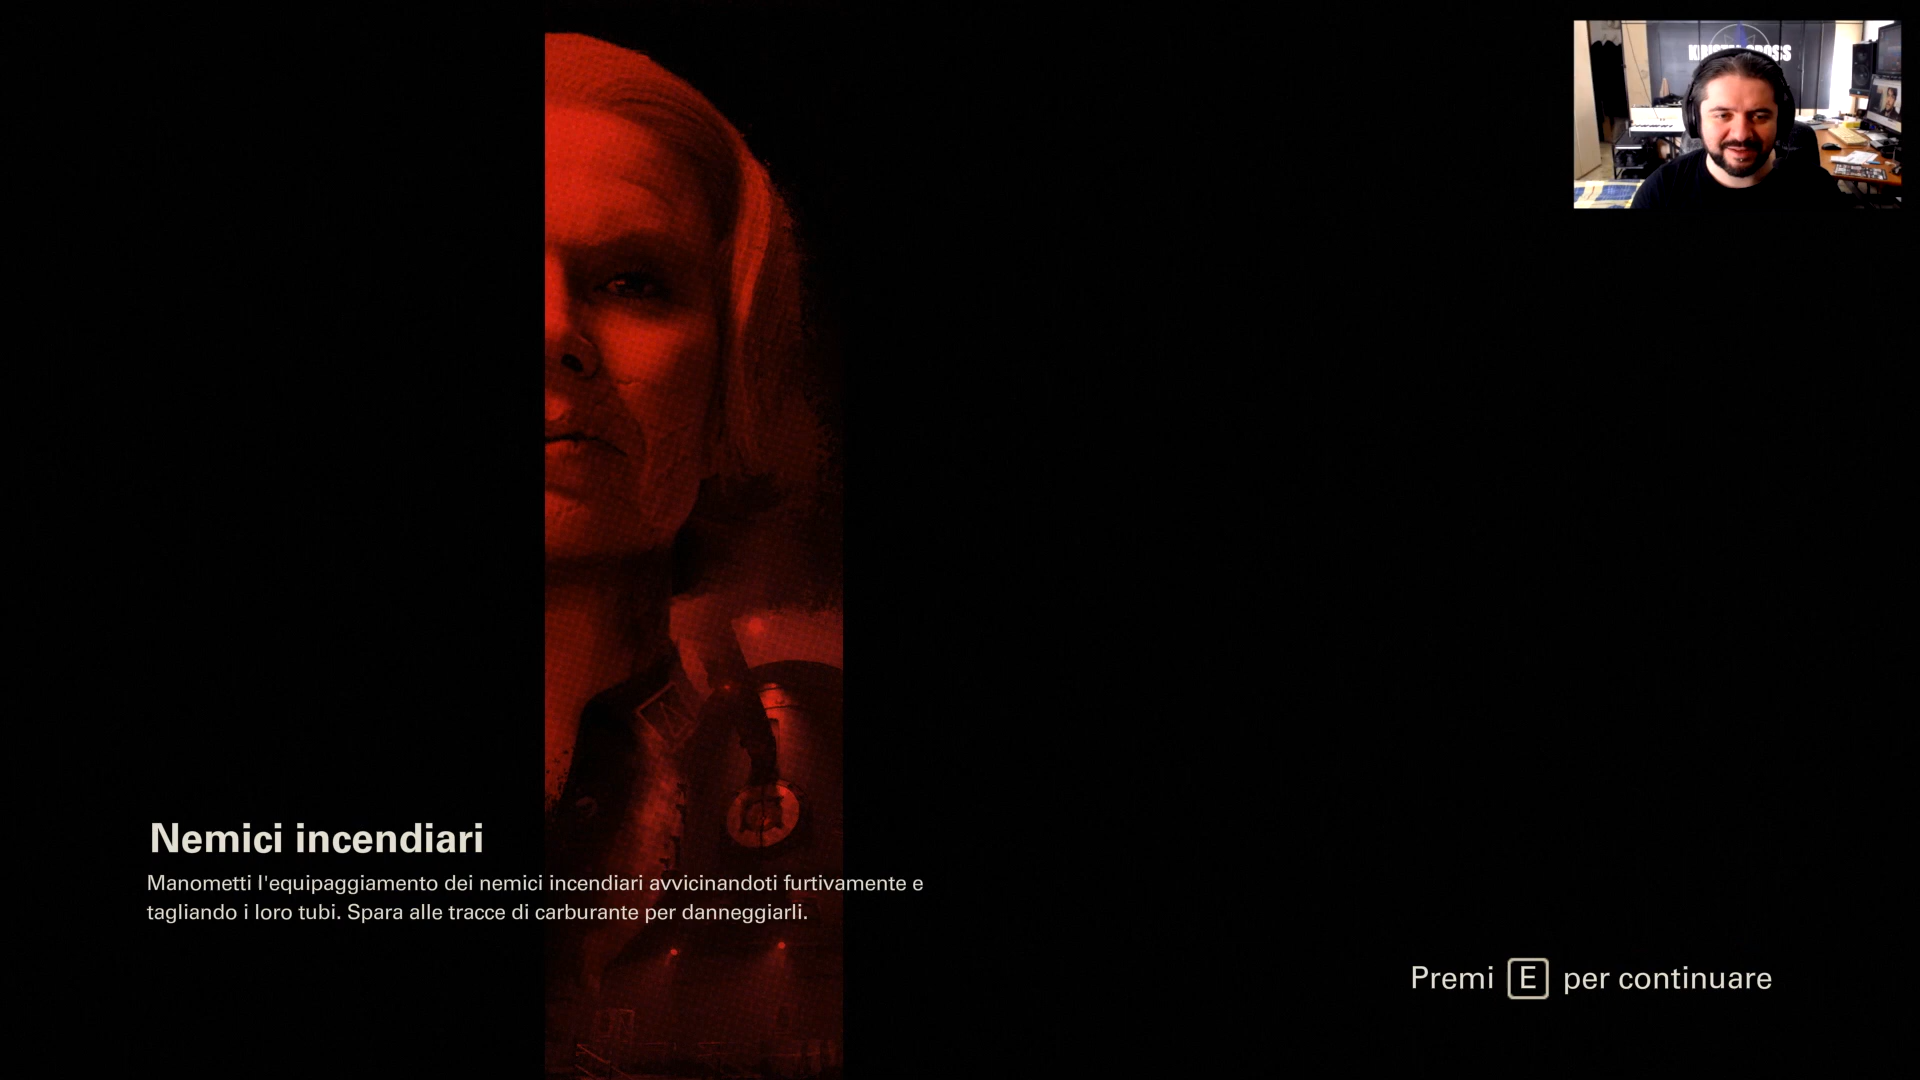 Nemici incendiari
Manometti l'equipaggiamento dei nemici incendiari avvicinandoti furtivamente e
tagliando i loro tubi. Spara alle tracce di carburante per danneggiarli.
Premi E per continuare